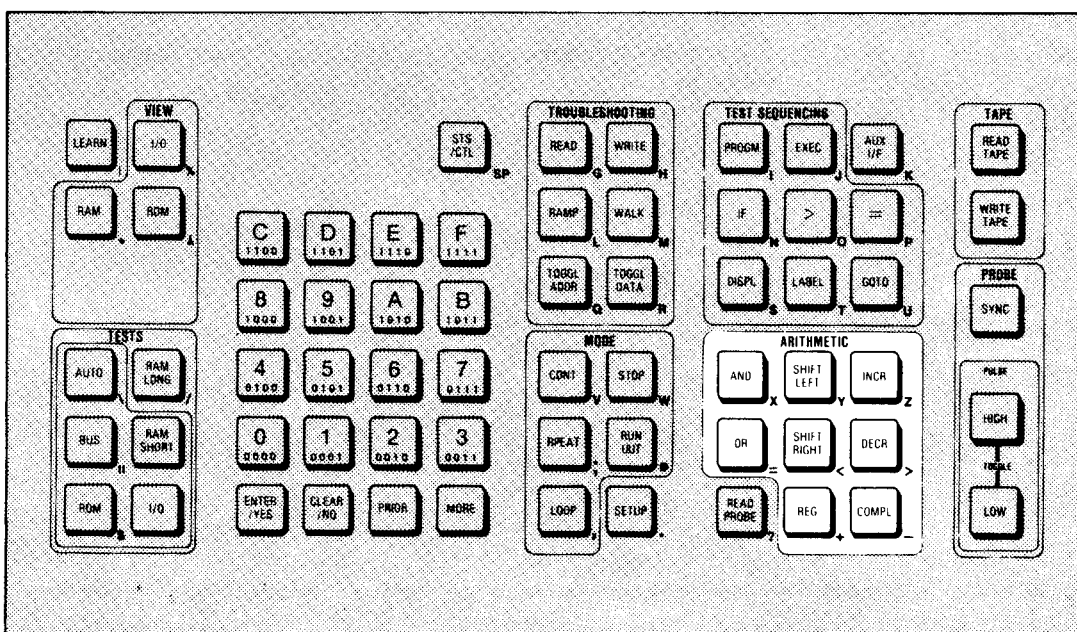 VIEW
LEARN
I/O %
RAM
ROM &
TESTS
AUTO \
RAM LONG /
BUS "
RAM SHORT
ROM
I/O
STS /CTL SP
C 1100
D 1101
E 1110
F 1111
8 1000
9 1001
A 1010
B 1011
4 0100
5 0101
6 0110
7 0111
0 0000
1 0001
2 0010
3 0011
ENTER /YES
CLEAR /NO
PRIOR
MORE
TROUBLESHOOTING
READ G
WRITE H
RAMP L
WALK M
TOGGL ADDR Q
TOGGL DATA R
MODE
CONT V
STOP W
RPEAT ;
RUN UUT
LOOP ,
SETUP .
TEST SEQUENCING
PROGM I
EXEC J
AUX I/F K
IF N
> O
= P
DISPL S
LABEL T
GOTO U
ARITHMETIC
AND X
SHIFT LEFT Y
INCR Z
OR =
SHIFT RIGHT <
DECR >
READ PROBE ?
REG +
COMPL –
TAPE
READ TAPE
WRITE TAPE
PROBE
SYNC
PULSE
HIGH
TOGGLE
LOW